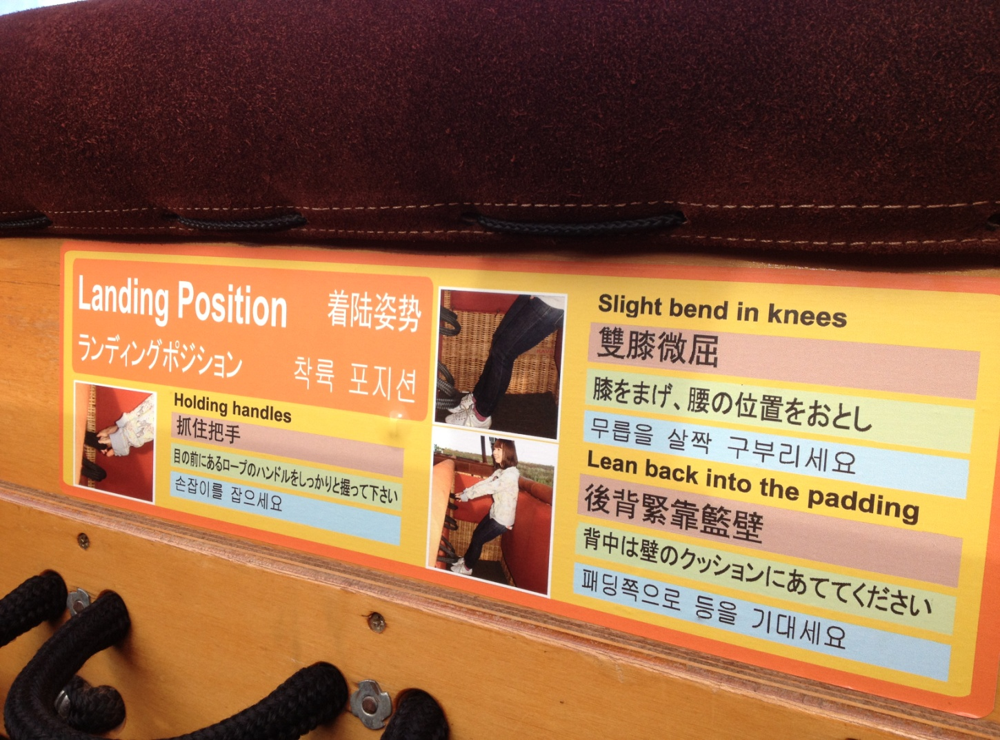 Landing Position 着陆姿势
ランディングポジション 착륙 포지션
Holding handles
抓住把手
目の前にあるロープのハンドルをしっかりと握って下さい
손잡이를 잡으세요
Slight bend in knees
雙膝微屈
膝をまげ、腰の位置をおとし
무릎을 살짝 구부리세요
Lean back into the padding
後背緊靠籃壁
背中は壁のクッションにあててください
패딩쪽으로 등을 기대세요